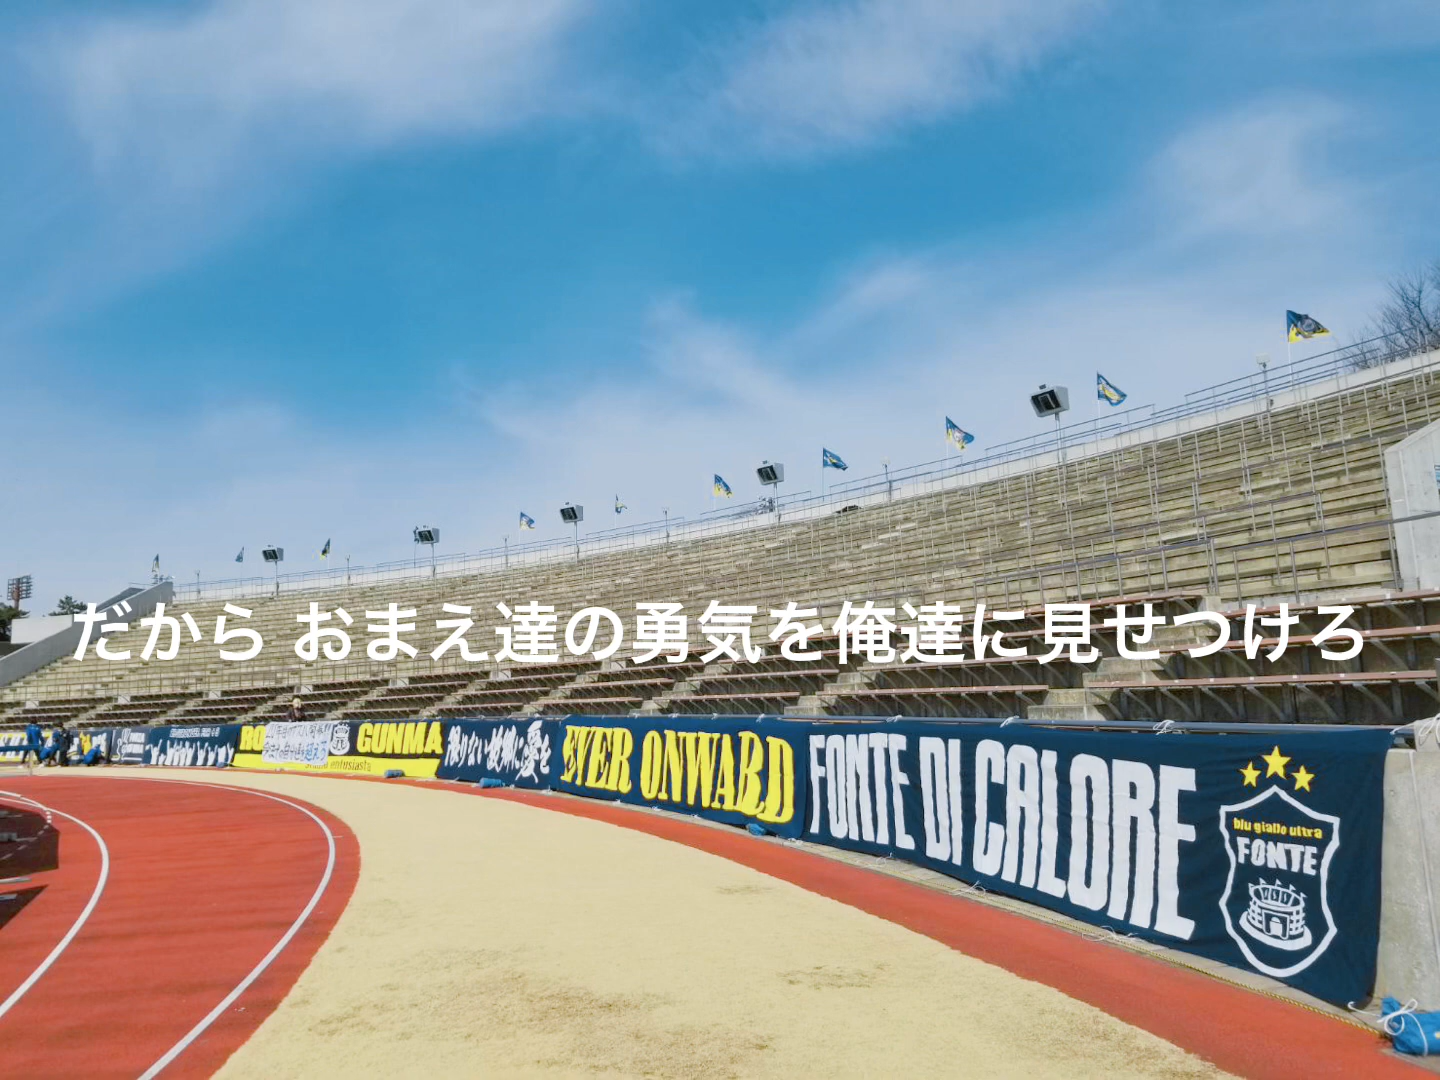 だから おまえ達の勇気を俺達に見せつけろ
GUNMA
限りない故郷に愛を
EVER ONWARD
FONTE DI CALORE
blu giallo ultra
FONTE